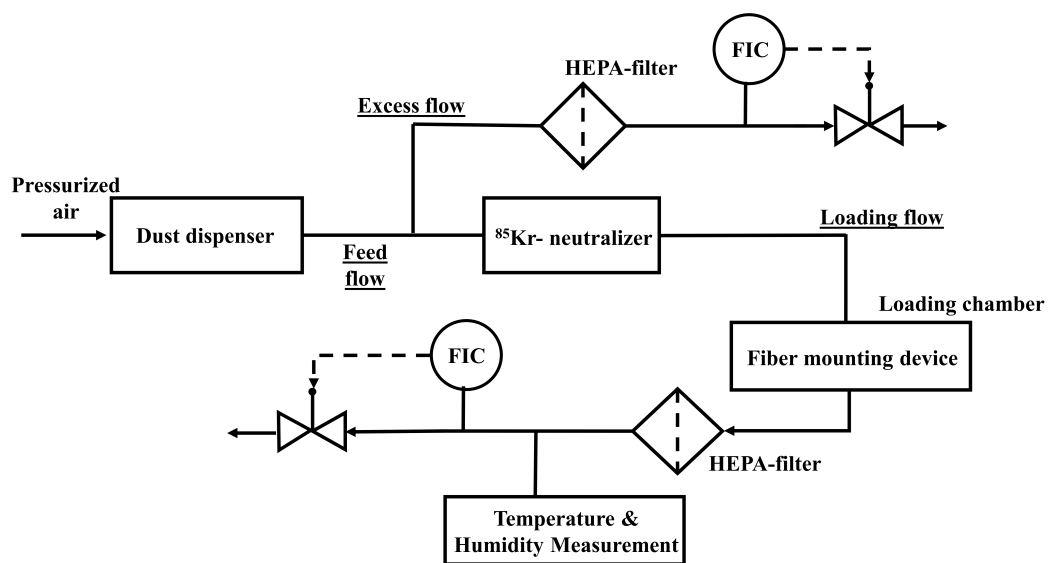 FIC
HEPA-filter
Excess flow
Pressurized
air
Dust dispenser
Feed
flow
⁸⁵Kr- neutralizer
Loading flow
Loading chamber
Fiber mounting device
FIC
HEPA-filter
Temperature &
Humidity Measurement